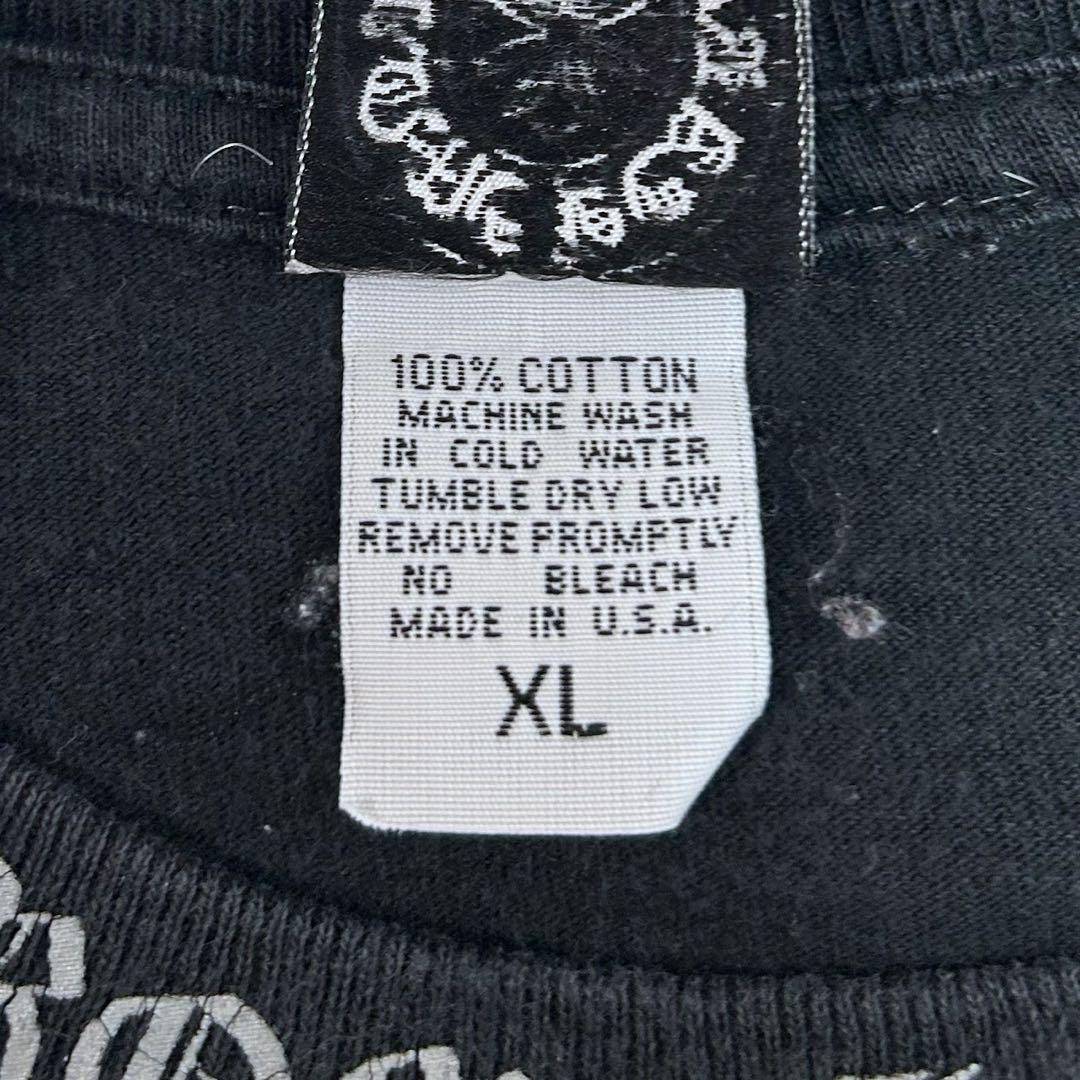 100% COTTON
MACHINE WASH
IN COLD WATER
TUMBLE DRY LOW
REMOVE PROMPTLY
NO BLEACH
MADE IN U.S.A.
XL